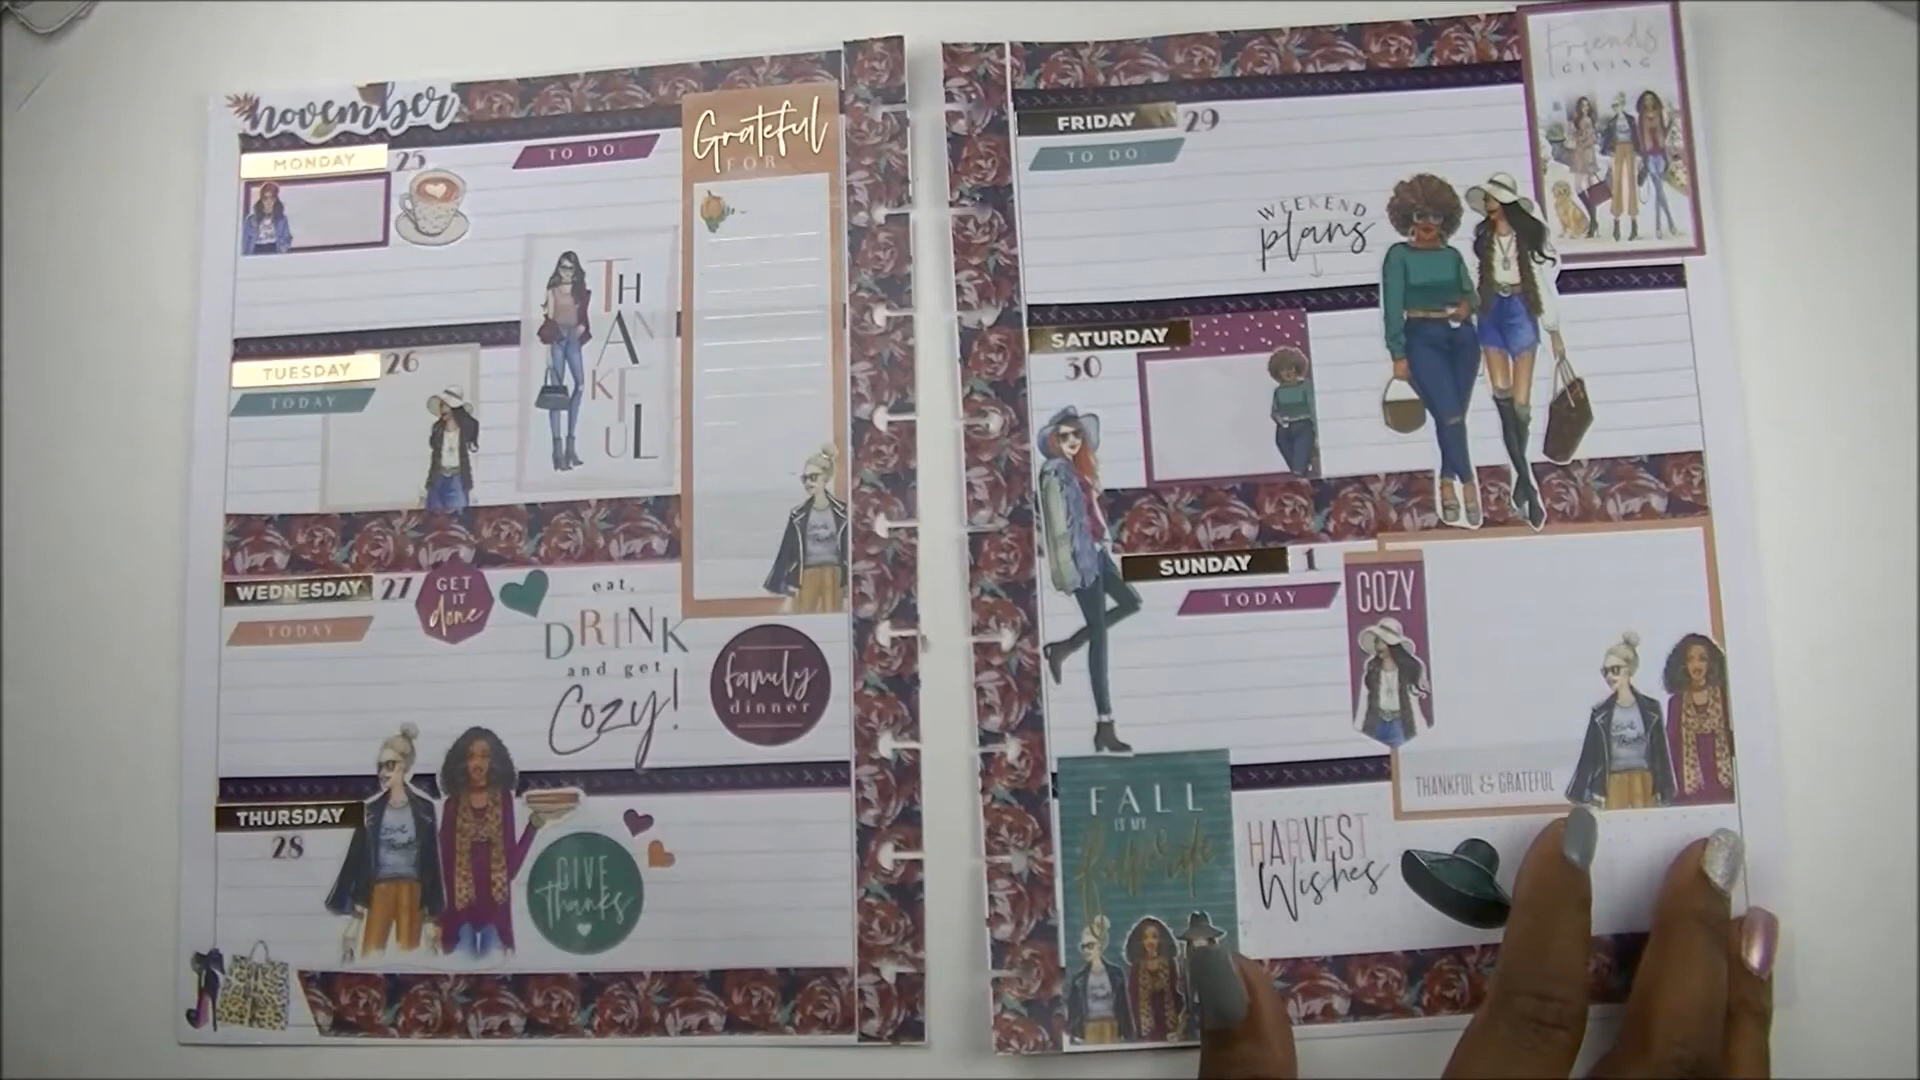 november
MONDAY 25
TO DO
Grateful
FOR
THANKFUL
TUESDAY 26
TODAY
WEDNESDAY 27
TODAY
GET
IT
done
eat,
DRINK
and get
Cozy!
family
dinner
THURSDAY
28
GIVE
Thanks
FRIDAY 29
TO DO
WEEKEND
plans
Friends
GIVING
SATURDAY
30
SUNDAY 1
TODAY
COZY
THANKFUL & GRATEFUL
FALL
IS MY
HARVEST
Wishes